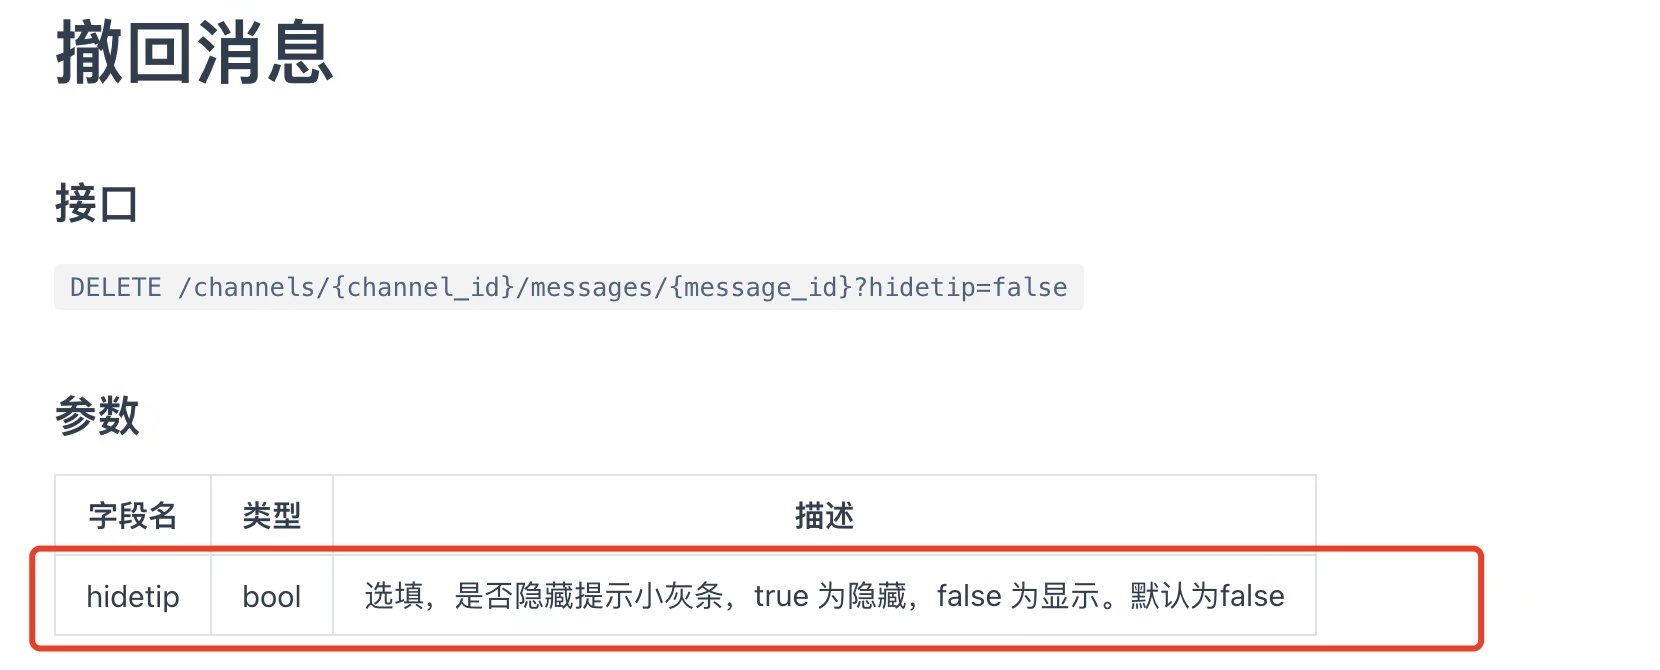 撤回消息
接口
DELETE /channels/{channel_id}/messages/{message_id}?hidetip=false
参数
字段名 类型 描述
hidetip bool 选填，是否隐藏提示小灰条，true 为隐藏，false 为显示。默认为false